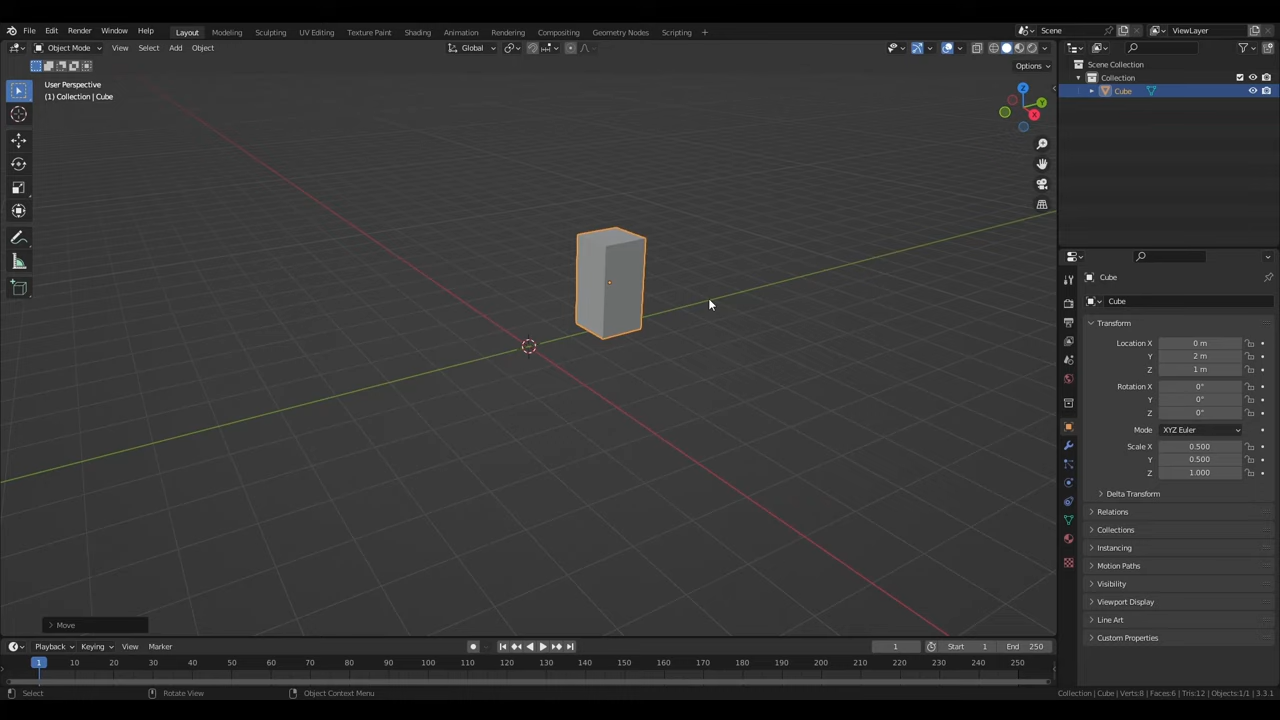 File Edit Render Window Help Layout Modeling Sculpting UV Editing Texture Paint Shading Animation Rendering Compositing Geometry Nodes Scripting + Scene ViewLayer
Object Mode View Select Add Object Global
Options
User Perspective
(1) Collection | Cube
Z
Y
X
Scene Collection
Collection
Cube
Cube
Cube
Transform
Location X 0 m
Y 2 m
Z 1 m
Rotation X 0°
Y 0°
Z 0°
Mode XYZ Euler
Scale X 0.500
Y 0.500
Z 1.000
Delta Transform
Relations
Collections
Instancing
Motion Paths
Visibility
Viewport Display
Line Art
Custom Properties
Move
Playback Keying View Marker 1 Start 1 End 250
1 10 20 30 40 50 60 70 80 90 100 110 120 130 140 150 160 170 180 190 200 210 220 230 240 250
Select Rotate View Object Context Menu Collection | Cube | Verts:8 | Faces:6 | Tris:12 | Objects:1/1 | 3.3.1